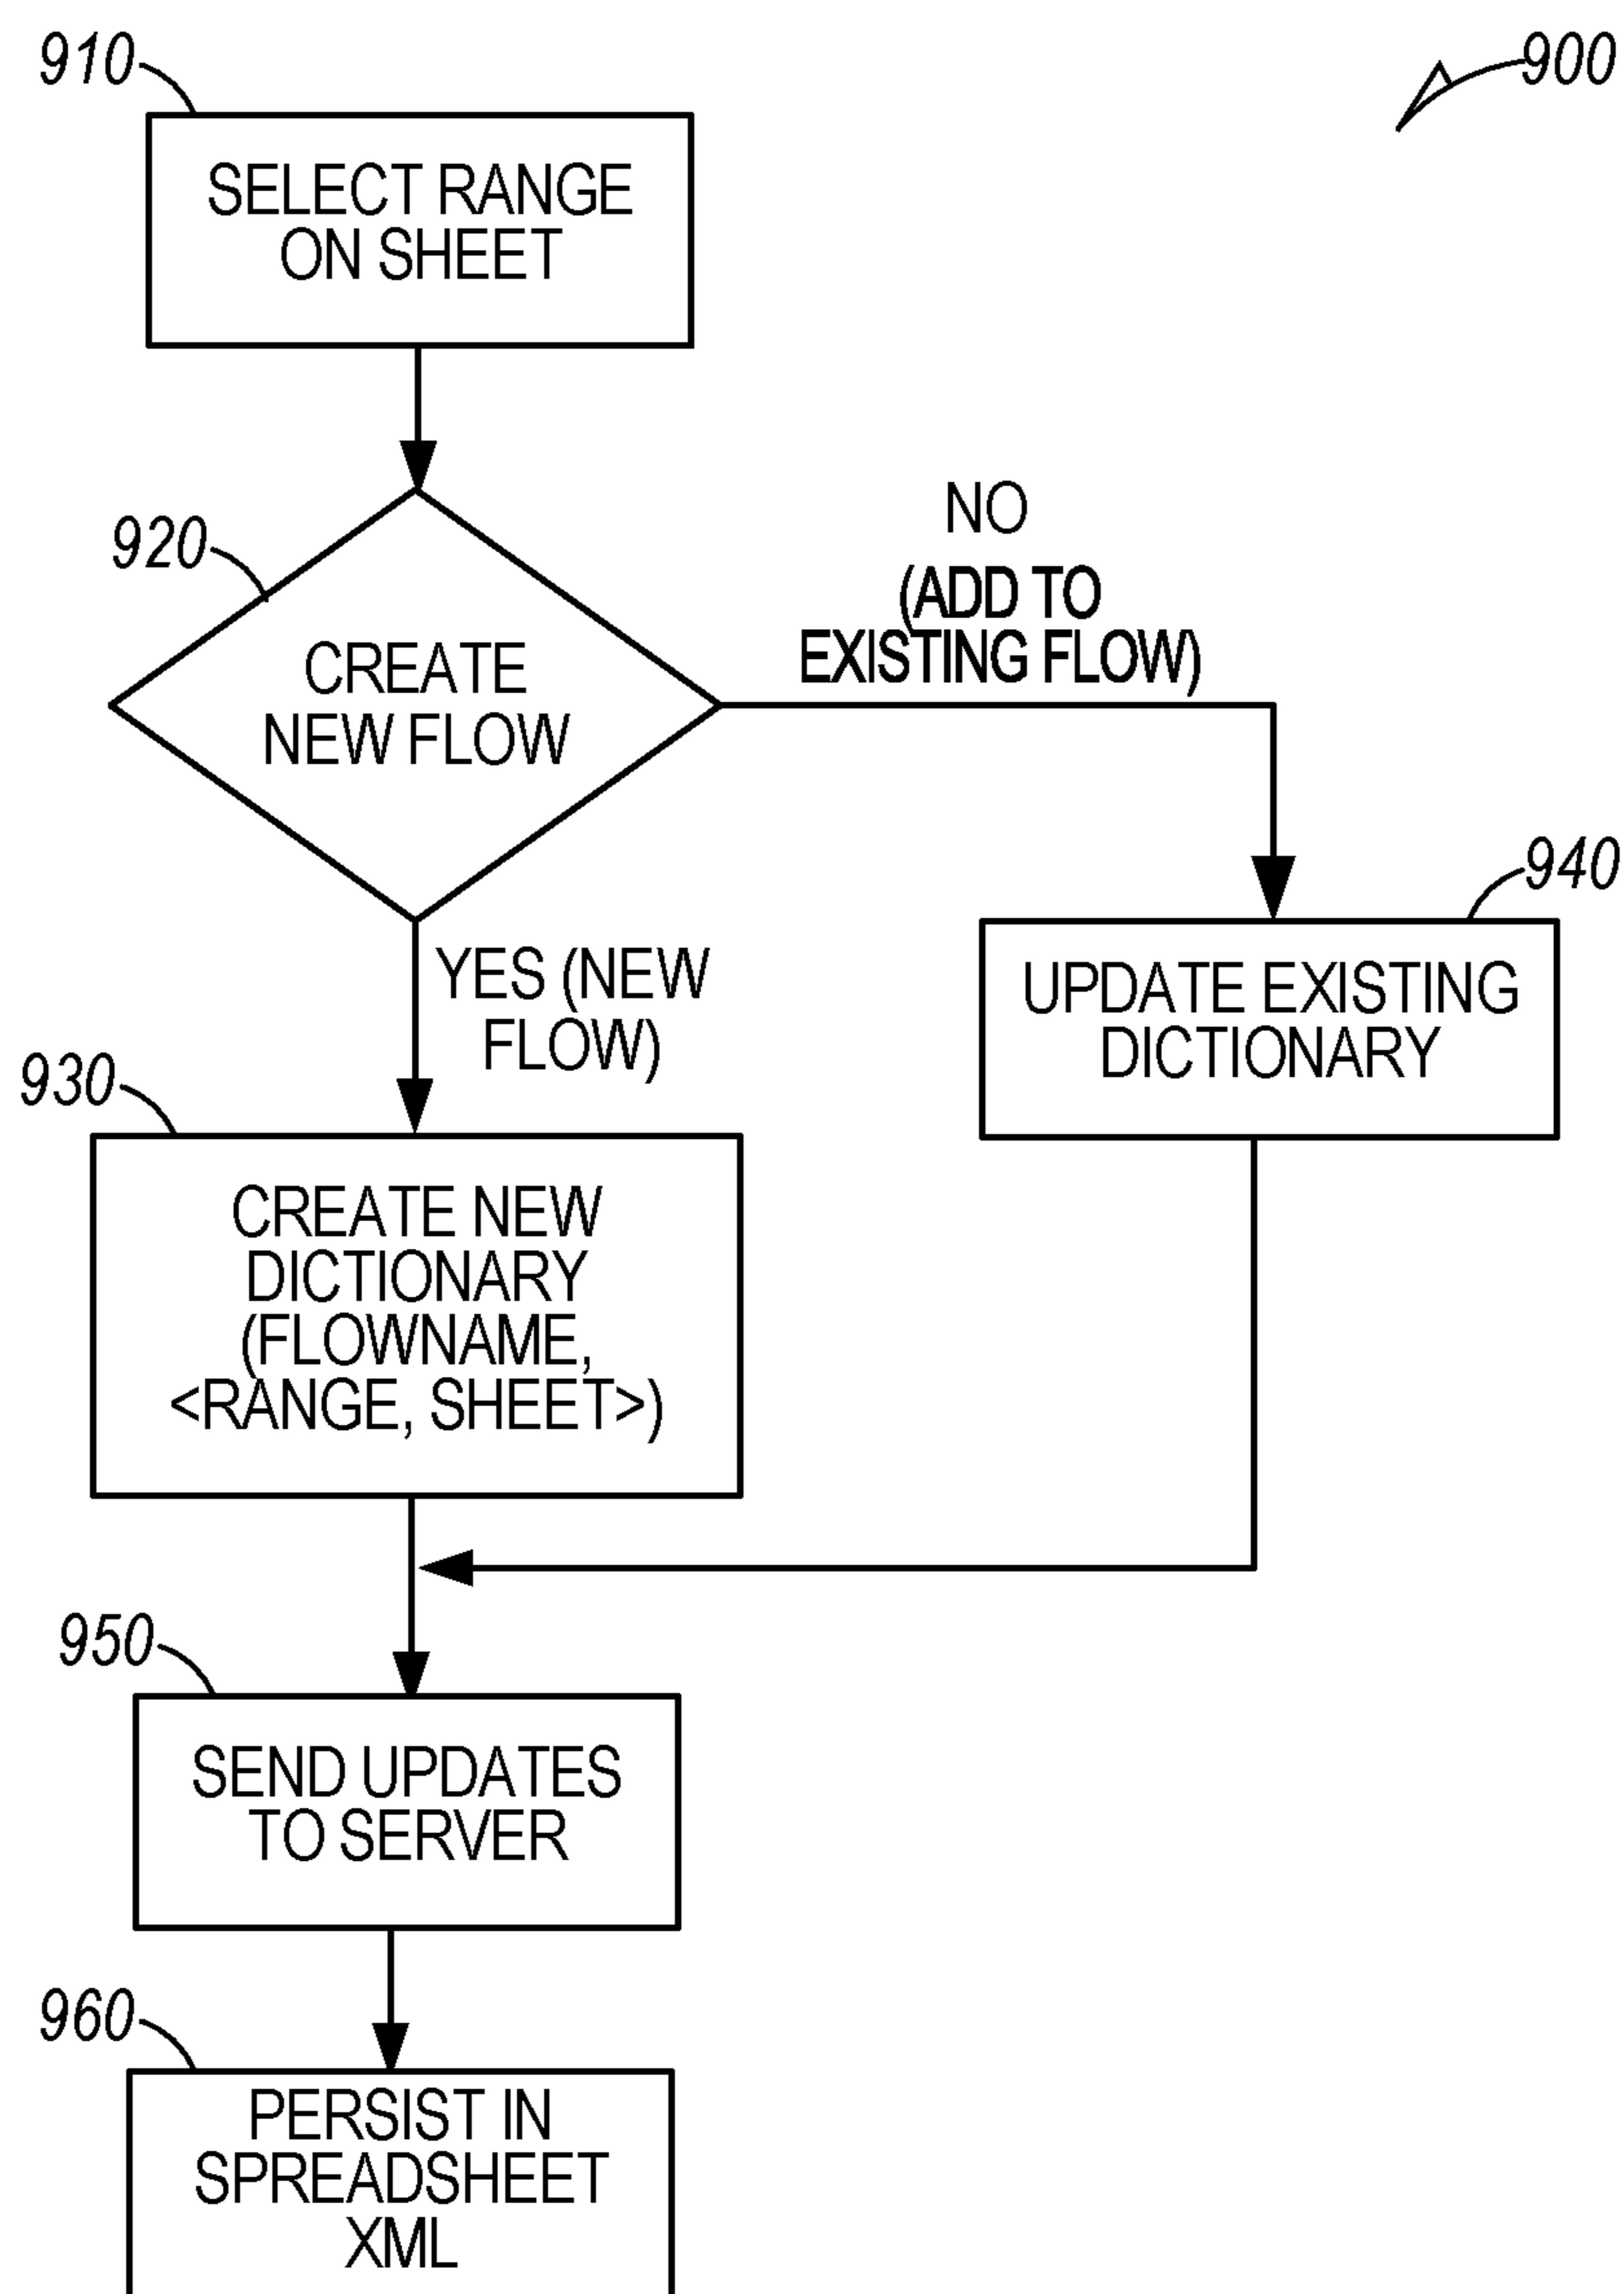 910
900
SELECT RANGE
ON SHEET
920
CREATE
NEW FLOW
NO
(ADD TO
EXISTING FLOW)
940
UPDATE EXISTING
DICTIONARY
YES (NEW
FLOW)
930
CREATE NEW
DICTIONARY
(FLOWNAME,
<RANGE, SHEET>)
950
SEND UPDATES
TO SERVER
960
PERSIST IN
SPREADSHEET
XML